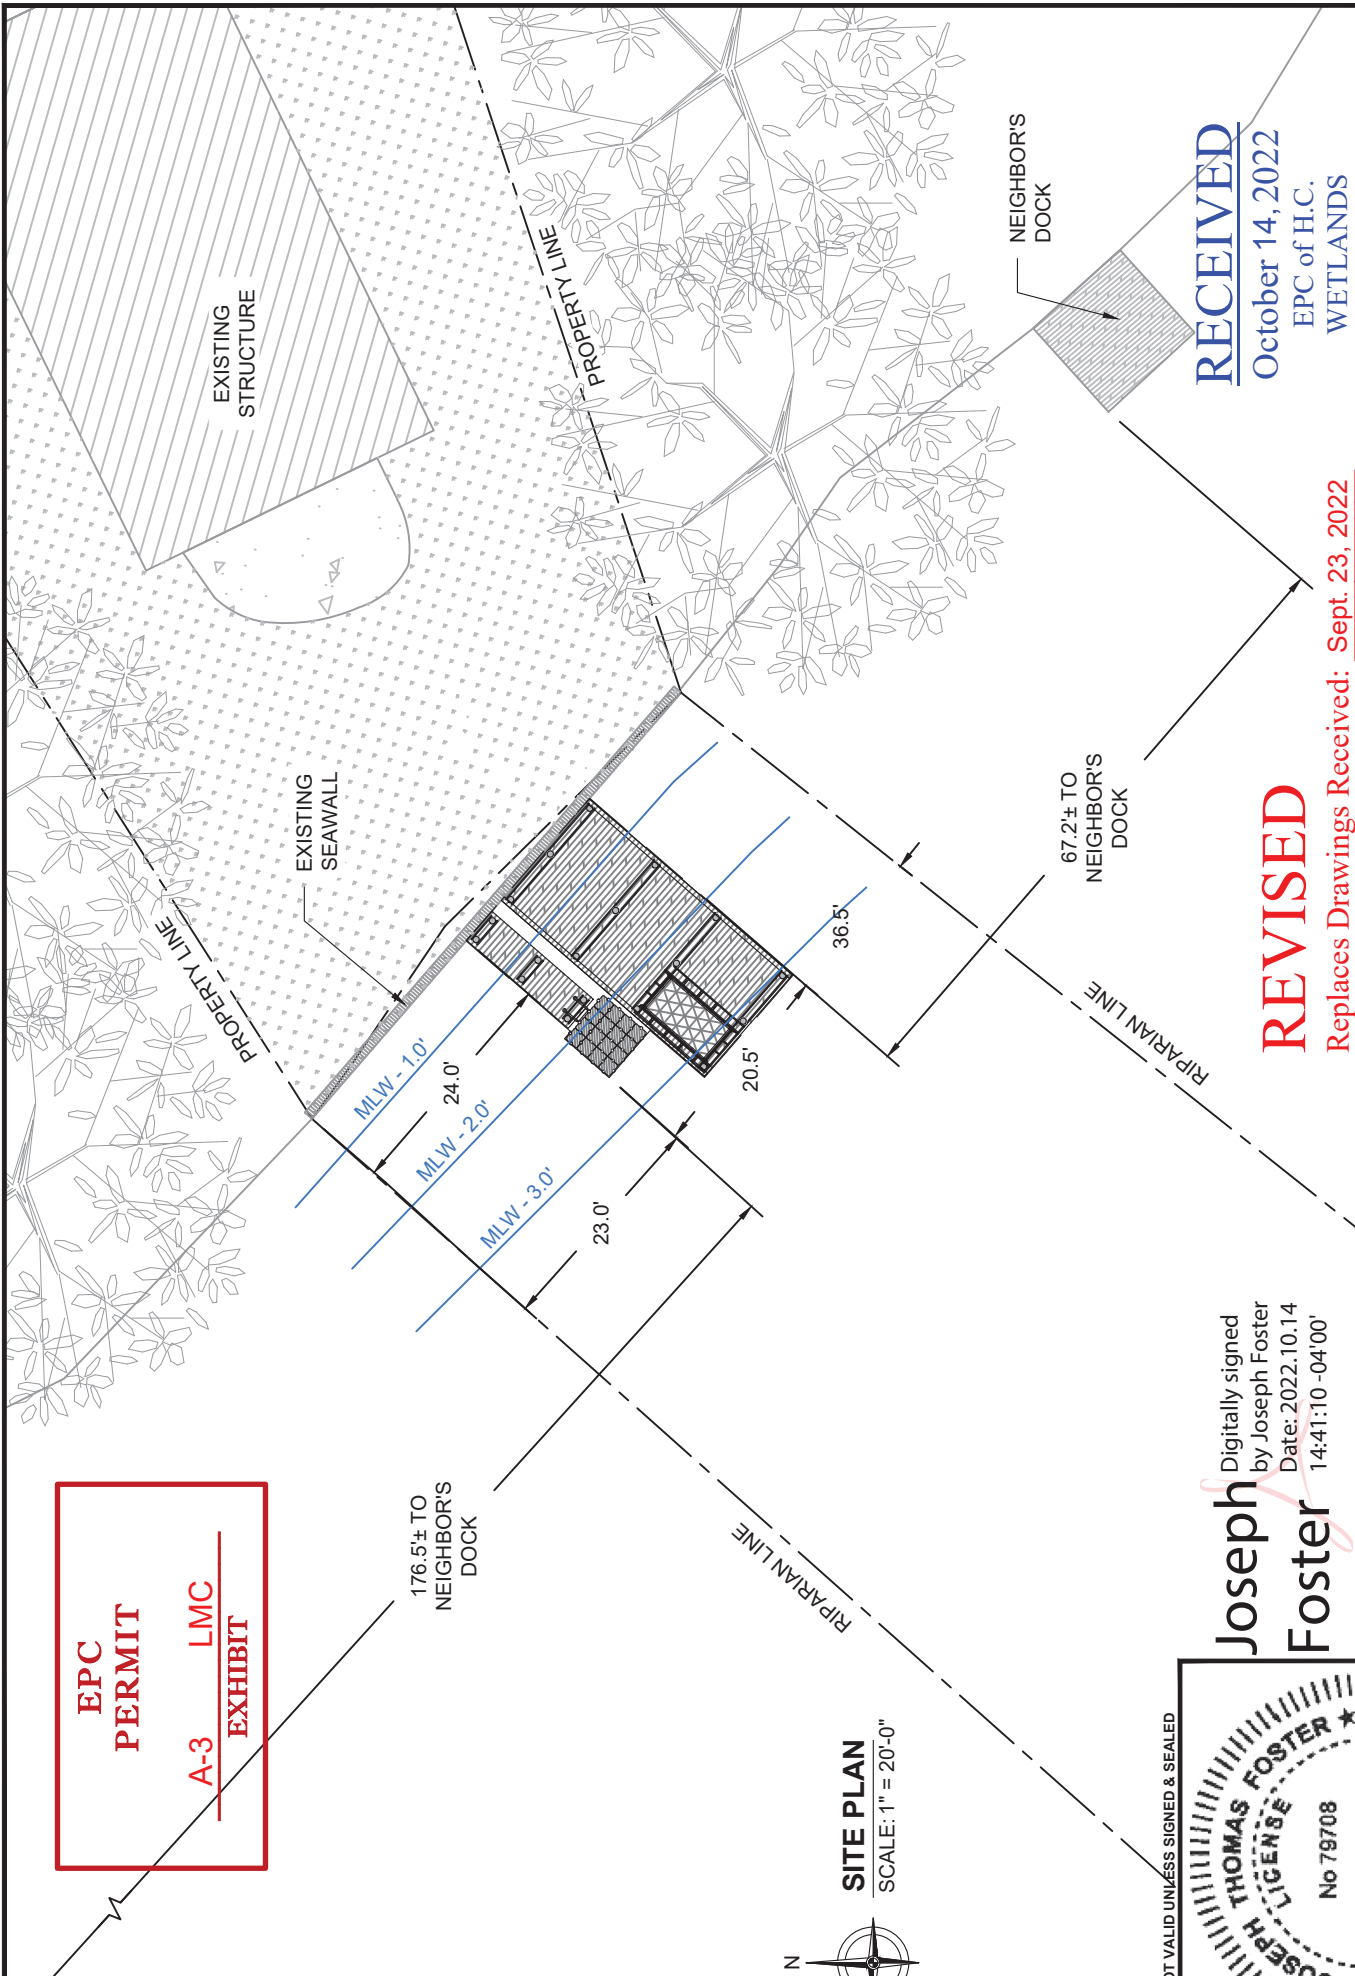 EPC
PERMIT
A-3 LMC
EXHIBIT
PROPERTY LINE
EXISTING
SEAWALL
EXISTING
STRUCTURE
PROPERTY LINE
NEIGHBOR'S
DOCK
176.5'± TO
NEIGHBOR'S
DOCK
MLW - 1.0'
MLW - 2.0'
MLW - 3.0'
24.0'
23.0'
20.5'
36.5'
67.2'± TO
NEIGHBOR'S
DOCK
RIPARIAN LINE
RIPARIAN LINE
N
SITE PLAN
SCALE: 1" = 20'-0"
RECEIVED
October 14, 2022
EPC of H.C.
WETLANDS
REVISED
Replaces Drawings Received: Sept. 23, 2022
Joseph
Foster
Digitally signed
by Joseph Foster
Date: 2022.10.14
14:41:10 -04'00'
VALID UNLESS SIGNED & SEALED
THOMAS FOSTER ★
LICENSE
No 79708